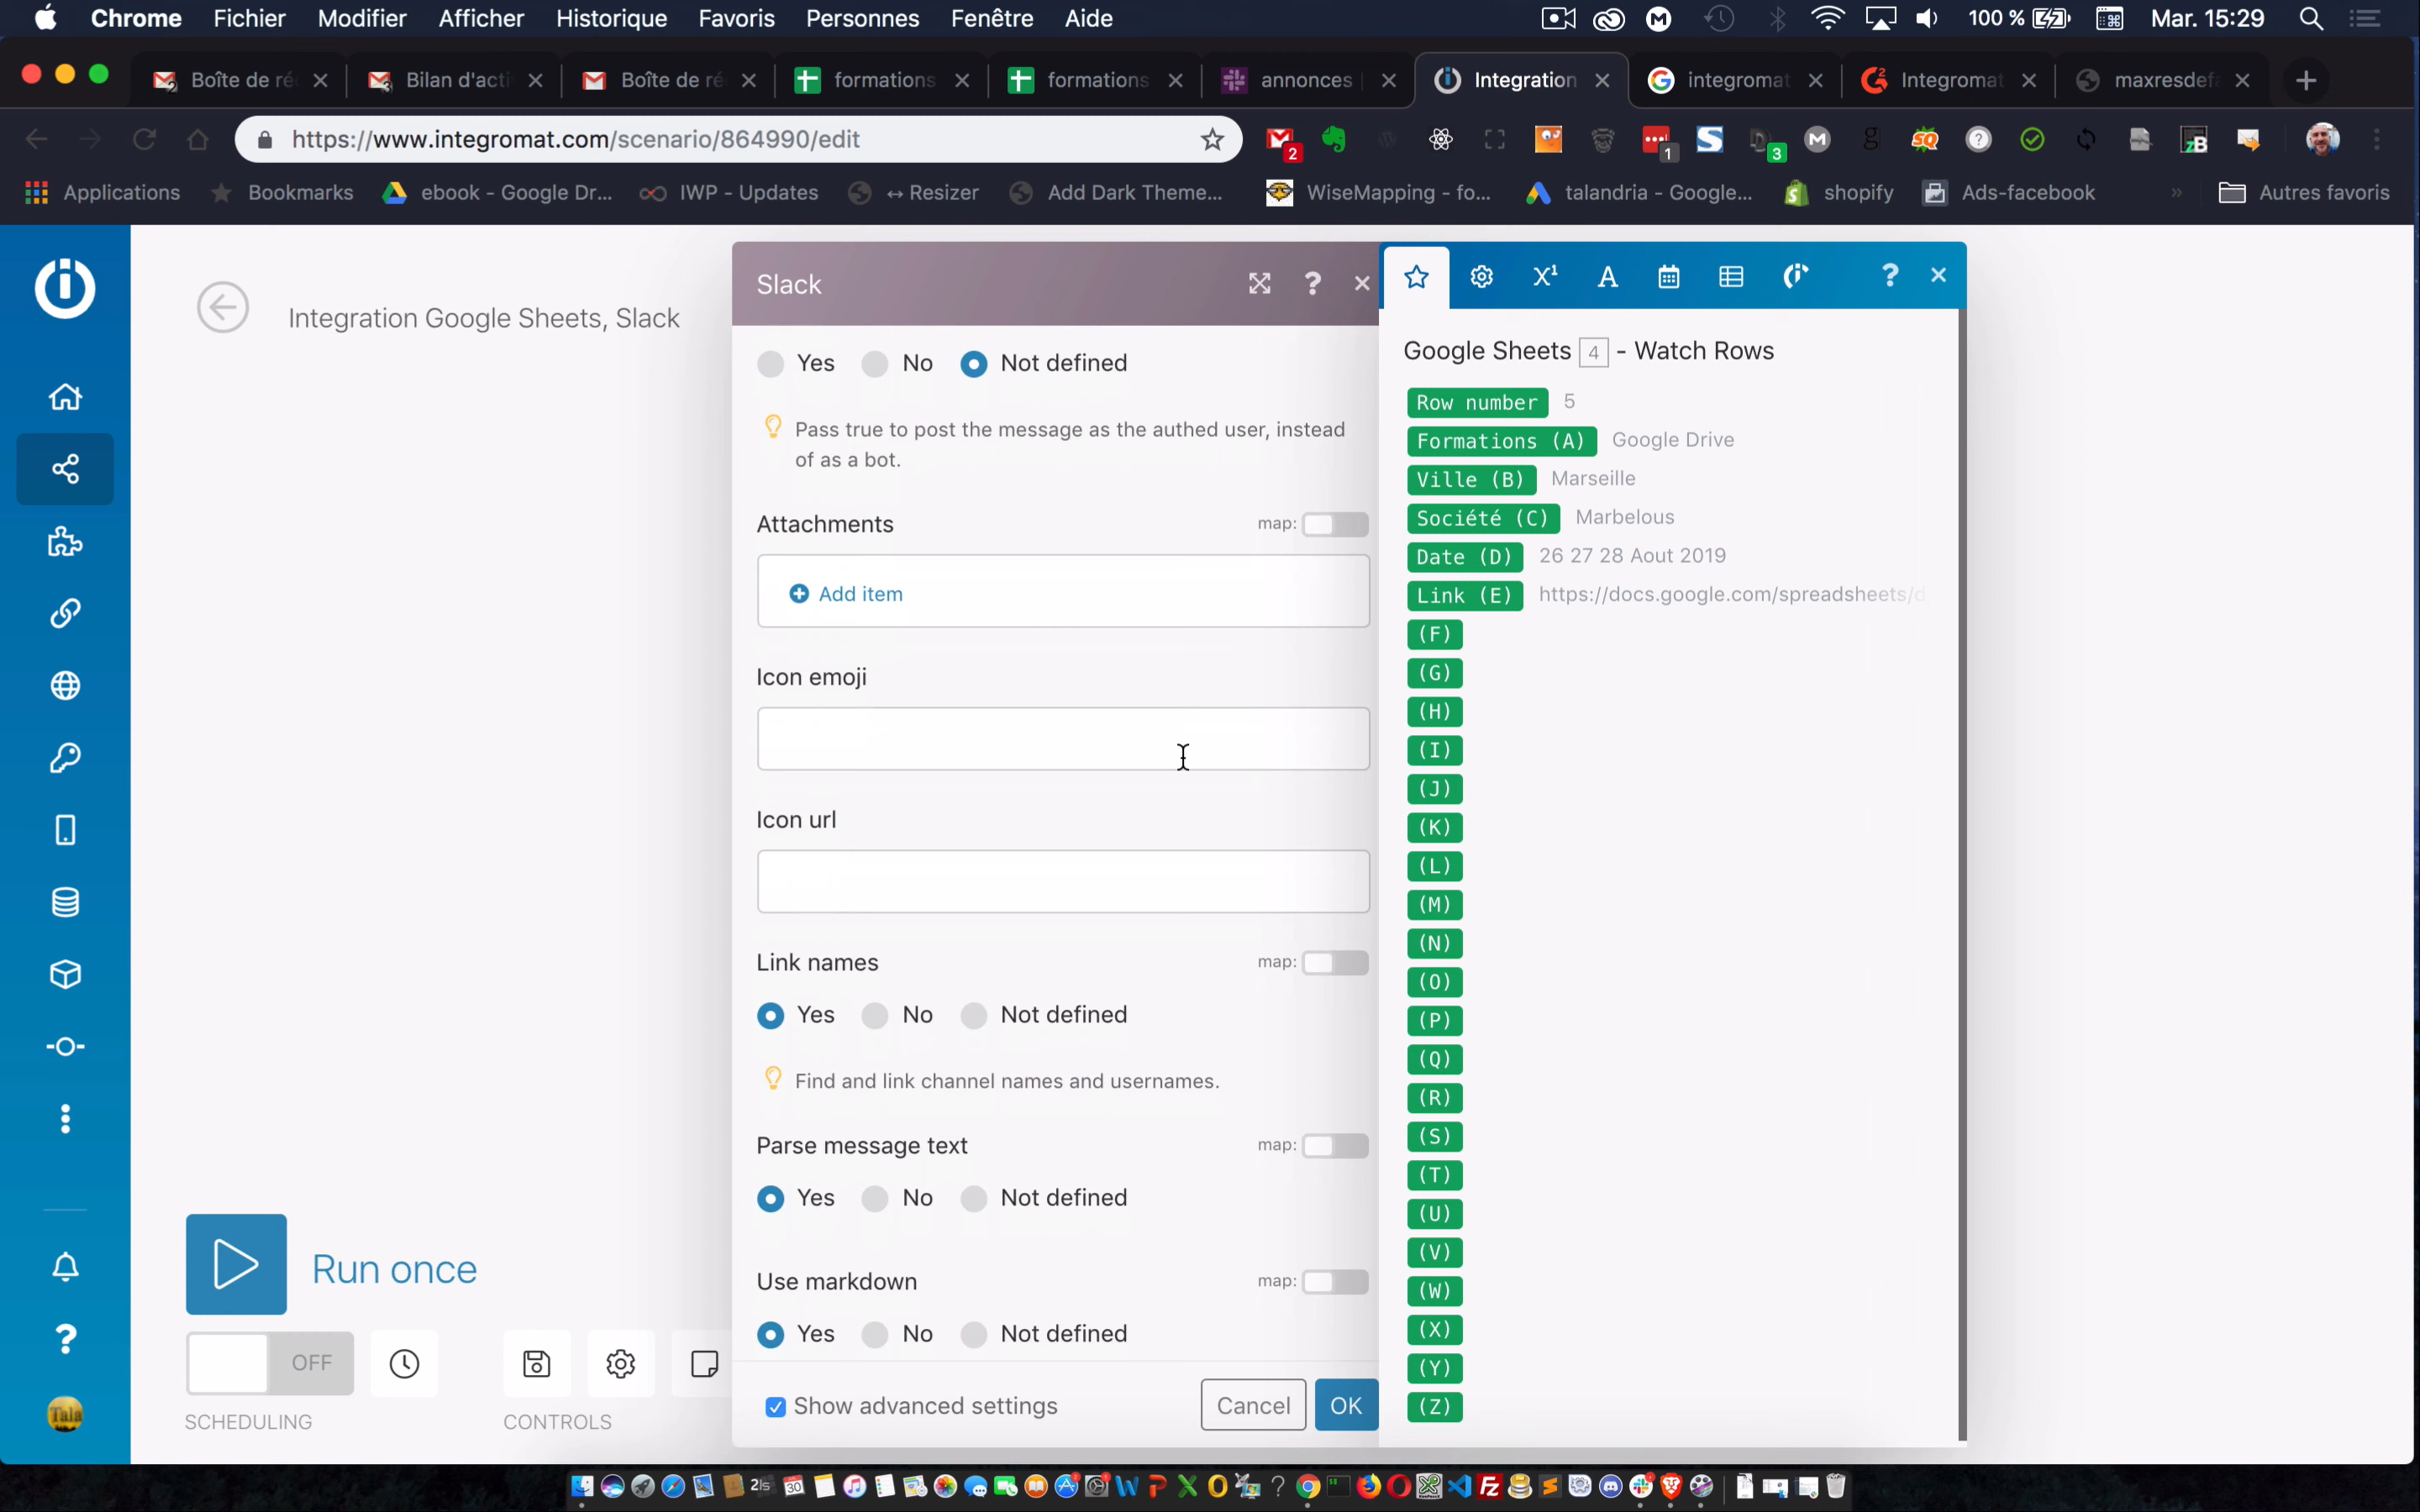 Chrome Fichier Modifier Afficher Historique Favoris Personnes Fenêtre Aide 100 % Mar. 15:29
Boîte de ré Bilan d'acti Boîte de ré formations formations annonces Integration integromat Integromat maxresdef
https://www.integromat.com/scenario/864990/edit 2 1 3
Applications Bookmarks ebook - Google Dr... IWP - Updates ↔ Resizer Add Dark Theme... WiseMapping - fo... talandria - Google... shopify Ads-facebook » Autres favoris
Integration Google Sheets, Slack
Slack
Yes No Not defined
Pass true to post the message as the authed user, instead
of as a bot.
Attachments map:
Add item
Icon emoji
Icon url
Link names map:
Yes No Not defined
Find and link channel names and usernames.
Parse message text map:
Yes No Not defined
Use markdown map:
Yes No Not defined
Show advanced settings Cancel OK
Google Sheets 4 - Watch Rows
Row number 5
Formations (A) Google Drive
Ville (B) Marseille
Société (C) Marbelous
Date (D) 26 27 28 Aout 2019
Link (E) https://docs.google.com/spreadsheets/d
(F)
(G)
(H)
(I)
(J)
(K)
(L)
(M)
(N)
(O)
(P)
(Q)
(R)
(S)
(T)
(U)
(V)
(W)
(X)
(Y)
(Z)
Run once
OFF
SCHEDULING CONTROLS
Tala